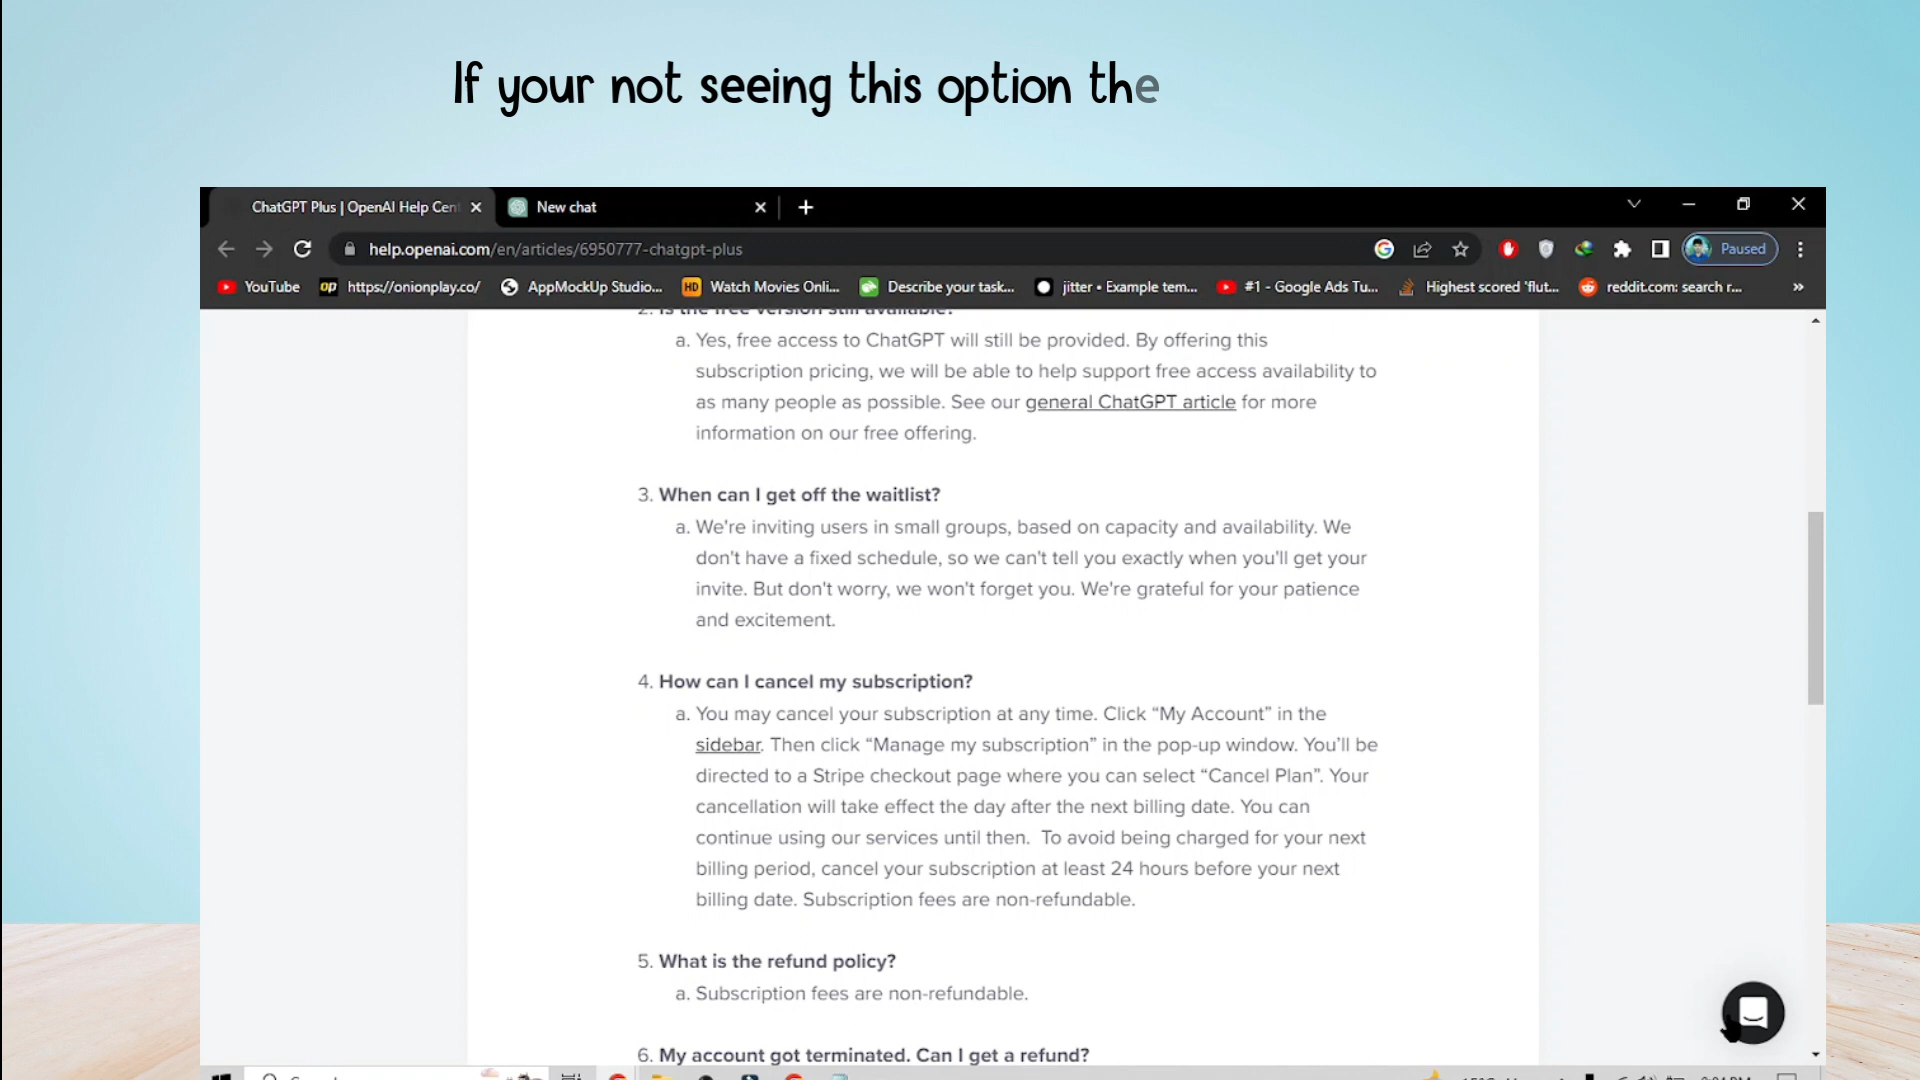 If your not seeing this option the
ChatGPT Plus | OpenAI Help Cen
New chat
help.openai.com/en/articles/6950777-chatgpt-plus
Paused
YouTube
op https://onionplay.co/
AppMockUp Studio...
HD Watch Movies Onli...
Describe your task...
jitter • Example tem...
#1 - Google Ads Tu...
Highest scored 'flut...
reddit.com: search r...
»
2. Is the free version still available?
a. Yes, free access to ChatGPT will still be provided. By offering this
subscription pricing, we will be able to help support free access availability to
as many people as possible. See our general ChatGPT article for more
information on our free offering.
3. When can I get off the waitlist?
a. We're inviting users in small groups, based on capacity and availability. We
don't have a fixed schedule, so we can't tell you exactly when you'll get your
invite. But don't worry, we won't forget you. We're grateful for your patience
and excitement.
4. How can I cancel my subscription?
a. You may cancel your subscription at any time. Click “My Account” in the
sidebar. Then click “Manage my subscription” in the pop-up window. You’ll be
directed to a Stripe checkout page where you can select “Cancel Plan”. Your
cancellation will take effect the day after the next billing date. You can
continue using our services until then. To avoid being charged for your next
billing period, cancel your subscription at least 24 hours before your next
billing date. Subscription fees are non-refundable.
5. What is the refund policy?
a. Subscription fees are non-refundable.
6. My account got terminated. Can I get a refund?